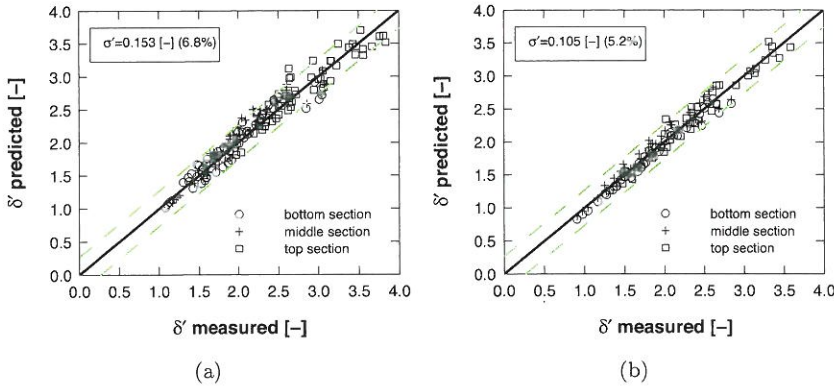 σ′=0.153 [−] (6.8%)
δ′ predicted [−]
4.0
3.5
3.0
2.5
2.0
1.5
1.0
0.5
0.0
bottom section
middle section
top section
0.0 0.5 1.0 1.5 2.0 2.5 3.0 3.5 4.0
δ′ measured [−]
(a)
σ′=0.105 [−] (5.2%)
δ′ predicted [−]
4.0
3.5
3.0
2.5
2.0
1.5
1.0
0.5
0.0
bottom section
middle section
top section
0.0 0.5 1.0 1.5 2.0 2.5 3.0 3.5 4.0
δ′ measured [−]
(b)